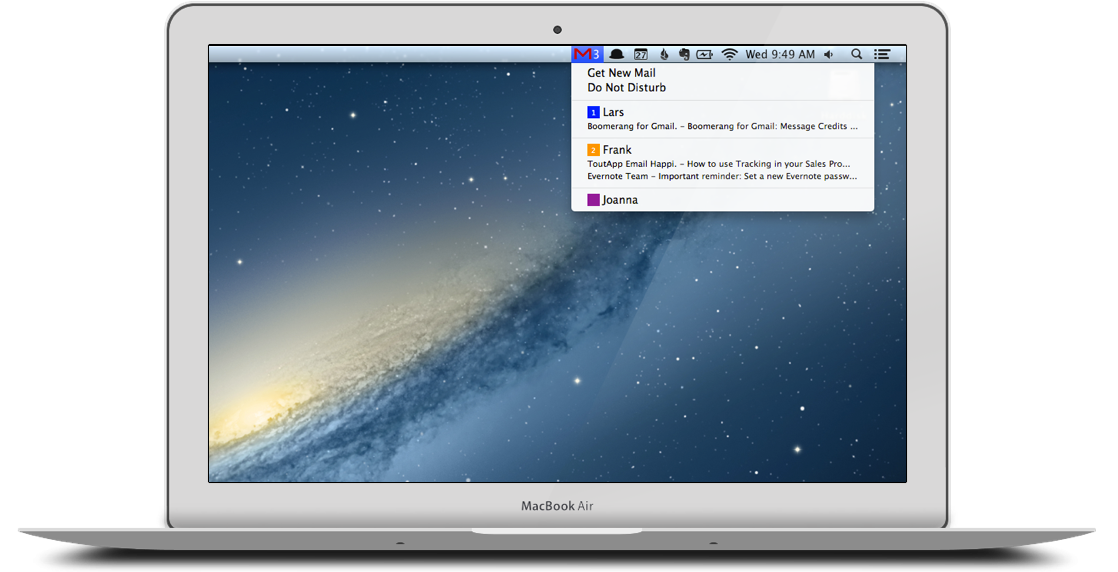 M 3 27 Wed 9:49 AM
Get New Mail
Do Not Disturb
1 Lars
Boomerang for Gmail. – Boomerang for Gmail: Message Credits ...
2 Frank
ToutApp Email Happi. – How to use Tracking in your Sales Pro...
Evernote Team – Important reminder: Set a new Evernote passw...
Joanna
MacBook Air